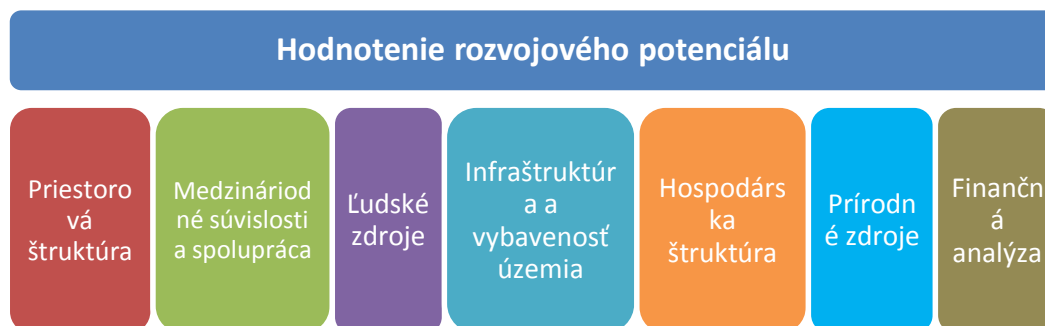 Hodnotenie rozvojového potenciálu
Priestoro
vá
štruktúra
Medzináriod
né súvislosti
a spolupráca
Ľudské
zdroje
Infraštruktúr
a a
vybavenosť
územia
Hospodárs
ka
štruktúra
Prírodn
é zdroje
Finančn
á
analýza